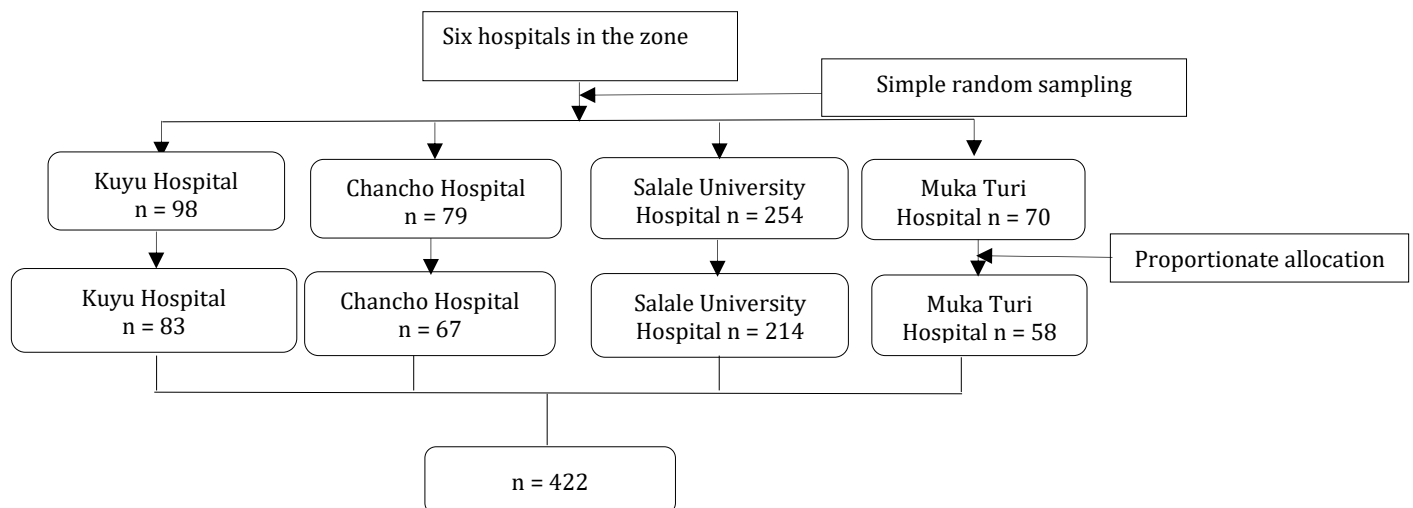 Six hospitals in the zone
Simple random sampling
Kuyu Hospital
n = 98
Chancho Hospital
n = 79
Salale University
Hospital n = 254
Muka Turi
Hospital n = 70
Proportionate allocation
Kuyu Hospital
n = 83
Chancho Hospital
n = 67
Salale University
Hospital n = 214
Muka Turi
Hospital n = 58
n = 422